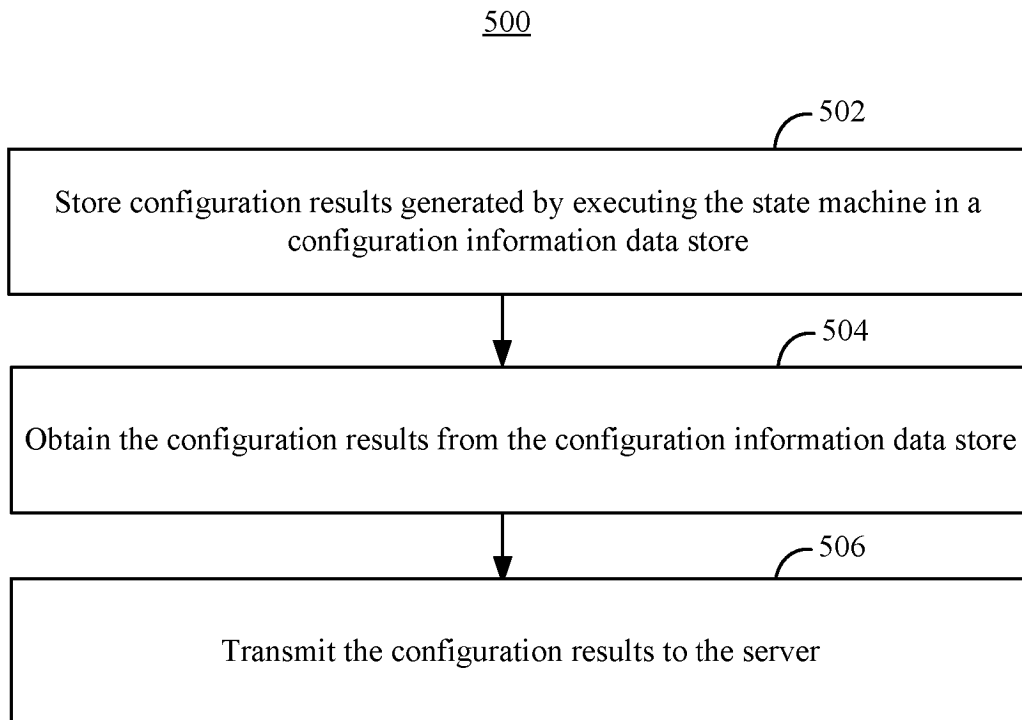 500
502
Store configuration results generated by executing the state machine in a
configuration information data store
504
Obtain the configuration results from the configuration information data store
506
Transmit the configuration results to the server